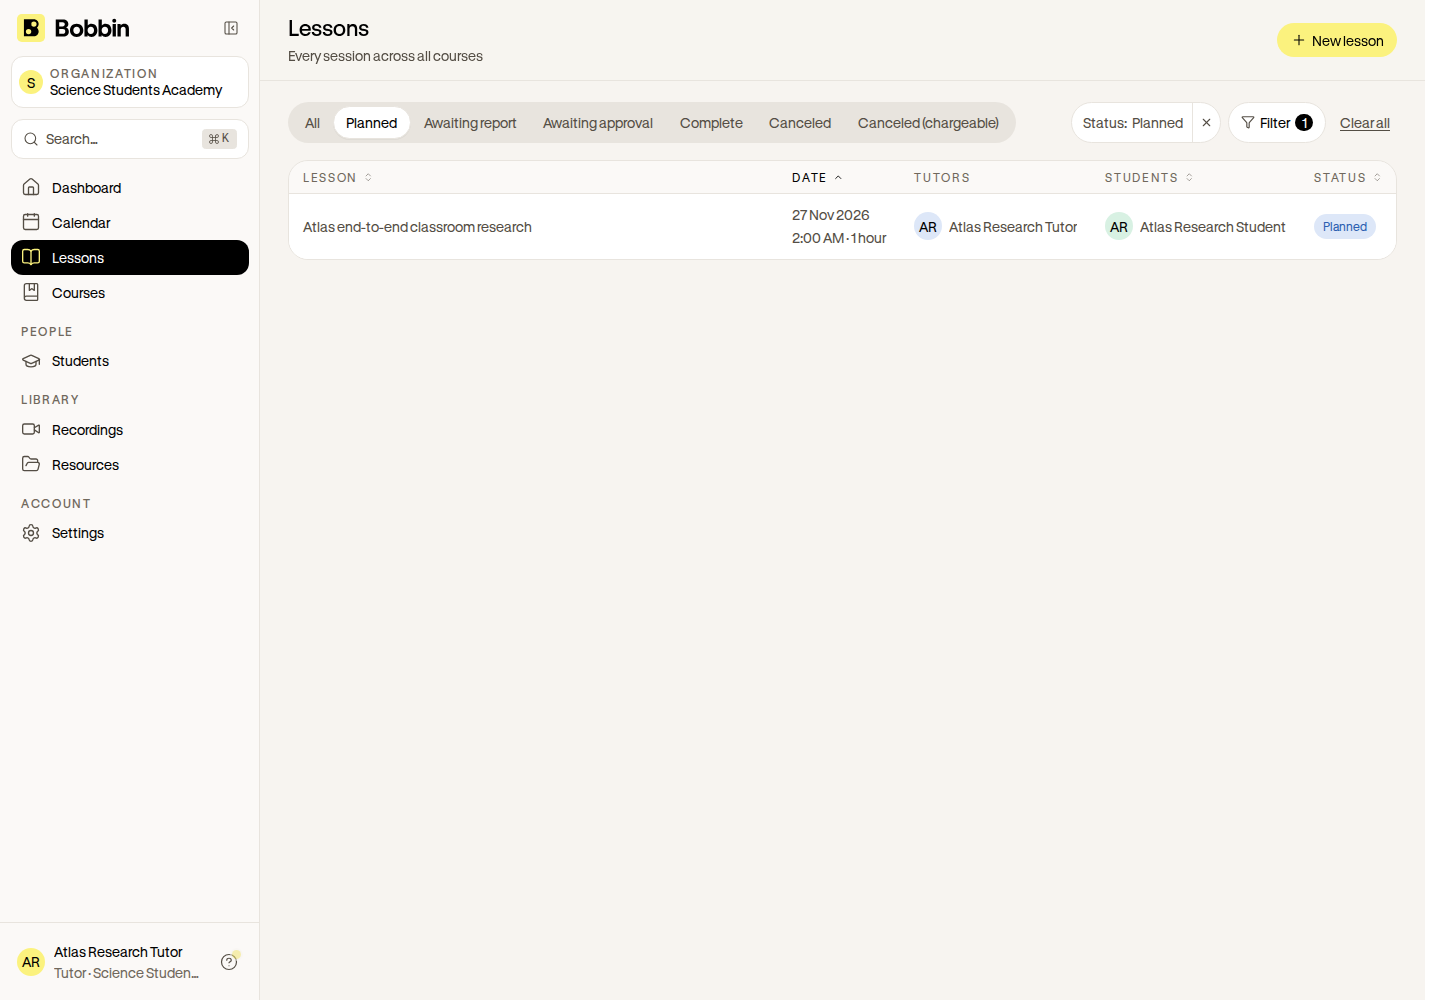 Bobbin
ORGANIZATION
S
Science Students Academy
Search...
⌘K
Dashboard
Calendar
Lessons
Courses
PEOPLE
Students
LIBRARY
Recordings
Resources
ACCOUNT
Settings
AR
Atlas Research Tutor
Tutor · Science Studen...
Lessons
Every session across all courses
New lesson
All
Planned
Awaiting report
Awaiting approval
Complete
Canceled
Canceled (chargeable)
Status: Planned
Filter 1
Clear all
LESSON
DATE
TUTORS
STUDENTS
STATUS
Atlas end-to-end classroom research
27 Nov 2026
2:00 AM · 1 hour
AR Atlas Research Tutor
AR Atlas Research Student
Planned